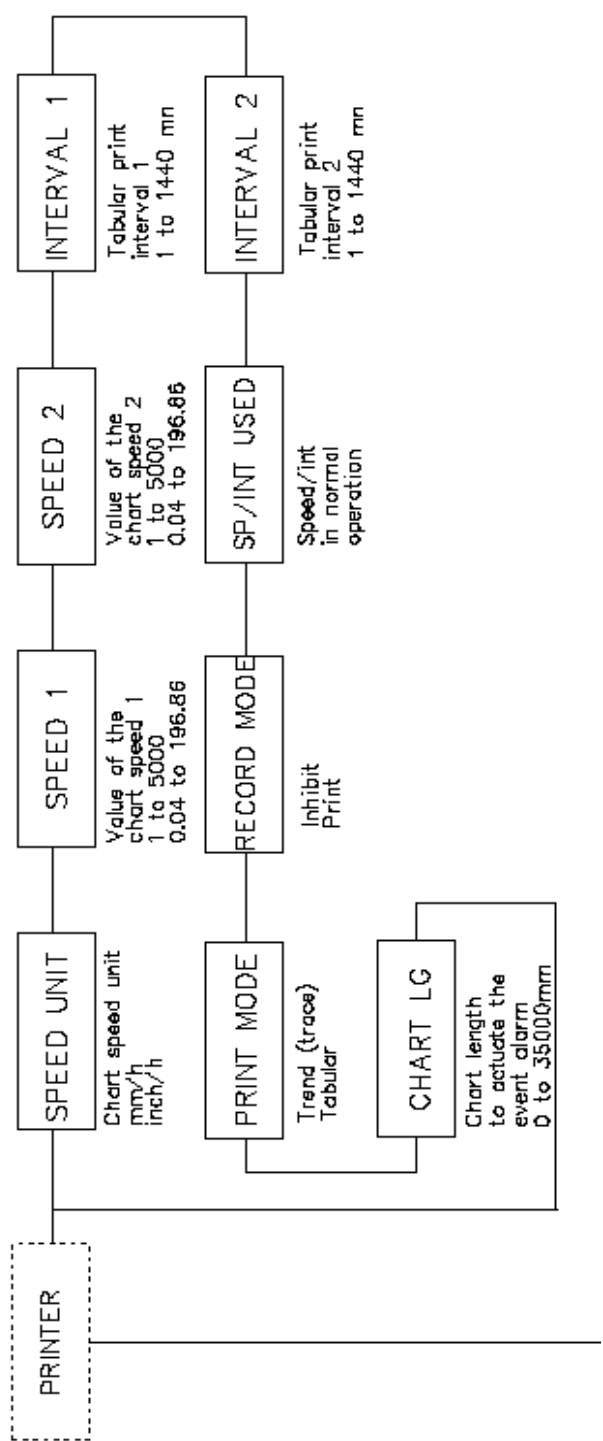 PRINTER
SPEED UNIT
Chart speed unit
mm/h
inch/h
SPEED 1
Value of the
chart speed 1
1 to 5000
0.04 to 196.86
SPEED 2
Value of the
chart speed 2
1 to 5000
0.04 to 196.86
INTERVAL 1
Tabular print
interval 1
1 to 1440 mn
PRINT MODE
Trend (trace)
Tabular
RECORD MODE
Inhibit
Print
SP/INT USED
Speed/int
in normal
operation
INTERVAL 2
Tabular print
interval 2
1 to 1440 mn
CHART LG
Chart length
to actuate the
event alarm
0 to 35000mm